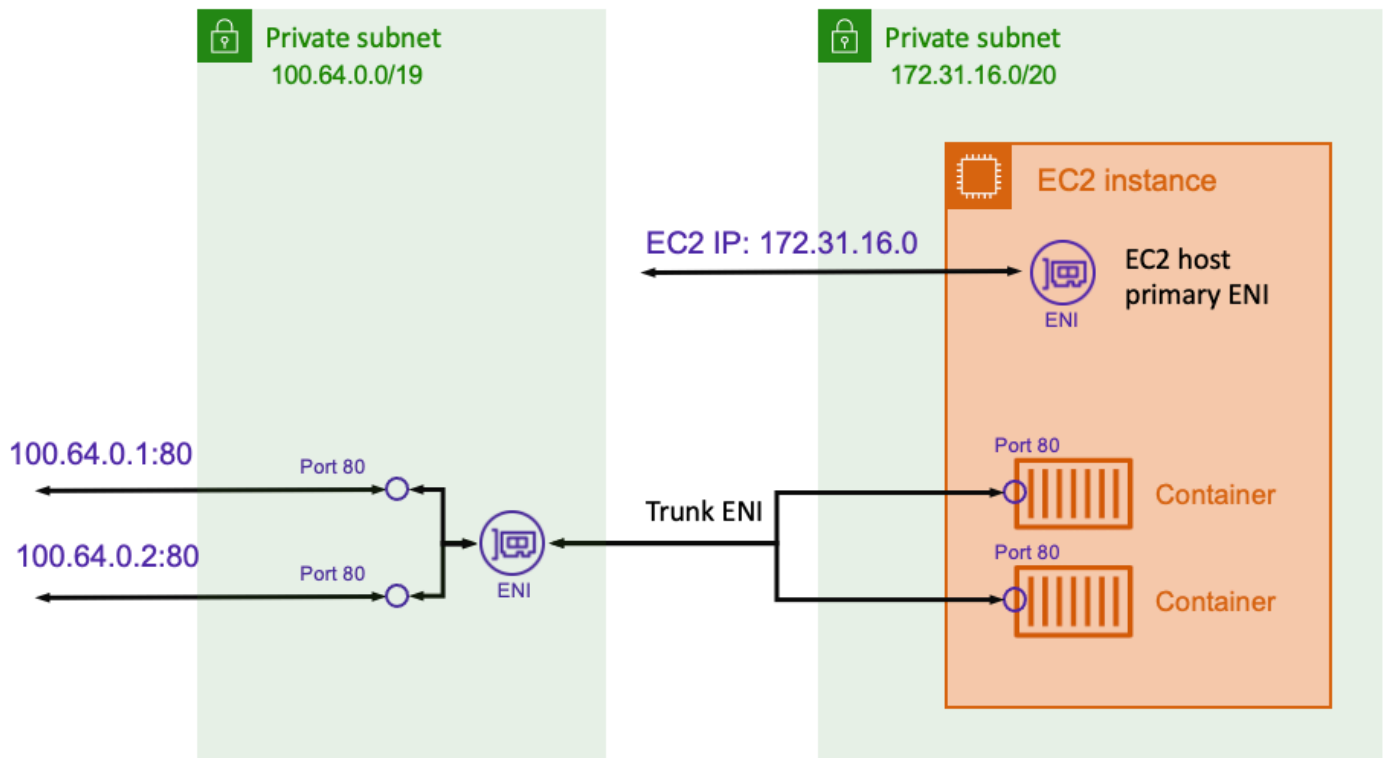 Private subnet
100.64.0.0/19
Private subnet
172.31.16.0/20
EC2 instance
EC2 IP: 172.31.16.0
EC2 host
primary ENI
ENI
100.64.0.1:80
Port 80
100.64.0.2:80
Port 80
ENI
Trunk ENI
Port 80
Container
Port 80
Container